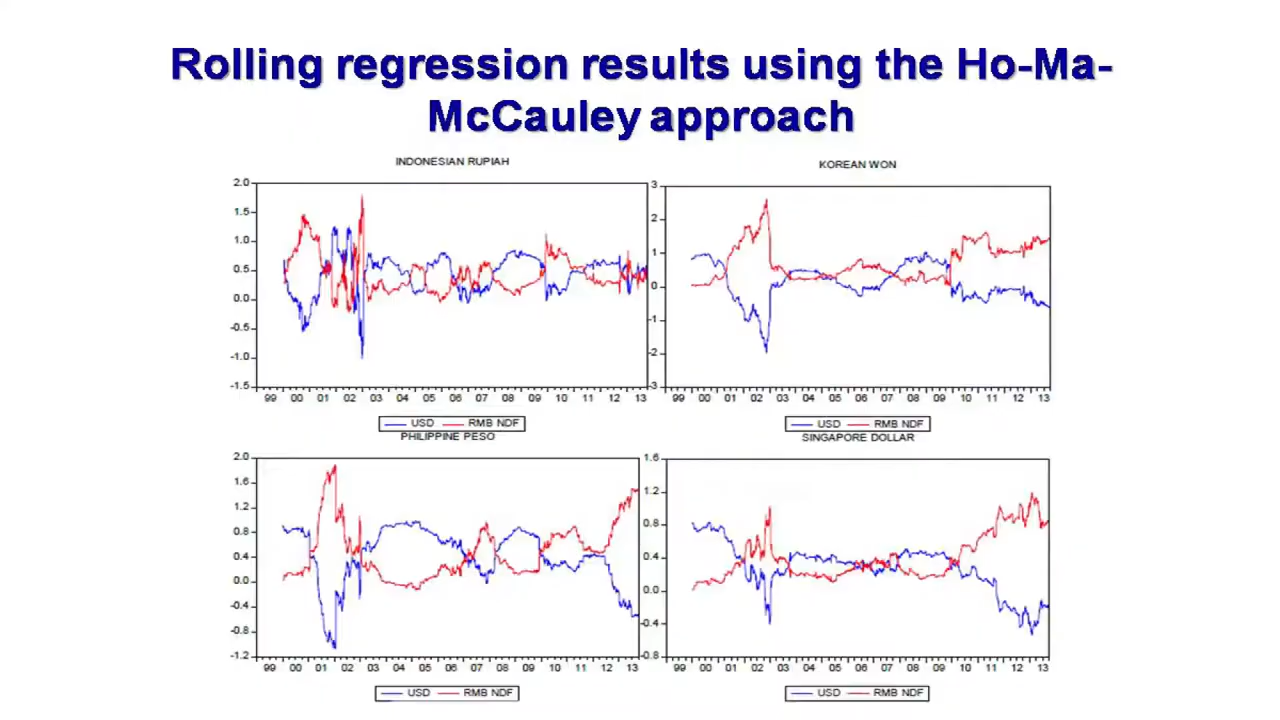 Rolling regression results using the Ho-Ma-
McCauley approach
INDONESIAN RUPIAH
2.0
1.5
1.0
0.5
0.0
-0.5
-1.0
-1.5
99 00 01 02 03 04 05 06 07 08 09 10 11 12 13
USD RMB NDF
KOREAN WON
3
2
1
0
-1
-2
-3
99 00 01 02 03 04 05 06 07 08 09 10 11 12 13
USD RMB NDF
PHILIPPINE PESO
2.0
1.6
1.2
0.8
0.4
0.0
-0.4
-0.8
-1.2
99 00 01 02 03 04 05 06 07 08 09 10 11 12 13
USD RMB NDF
SINGAPORE DOLLAR
1.6
1.2
0.8
0.4
0.0
-0.4
-0.8
99 00 01 02 03 04 05 06 07 08 09 10 11 12 13
USD RMB NDF